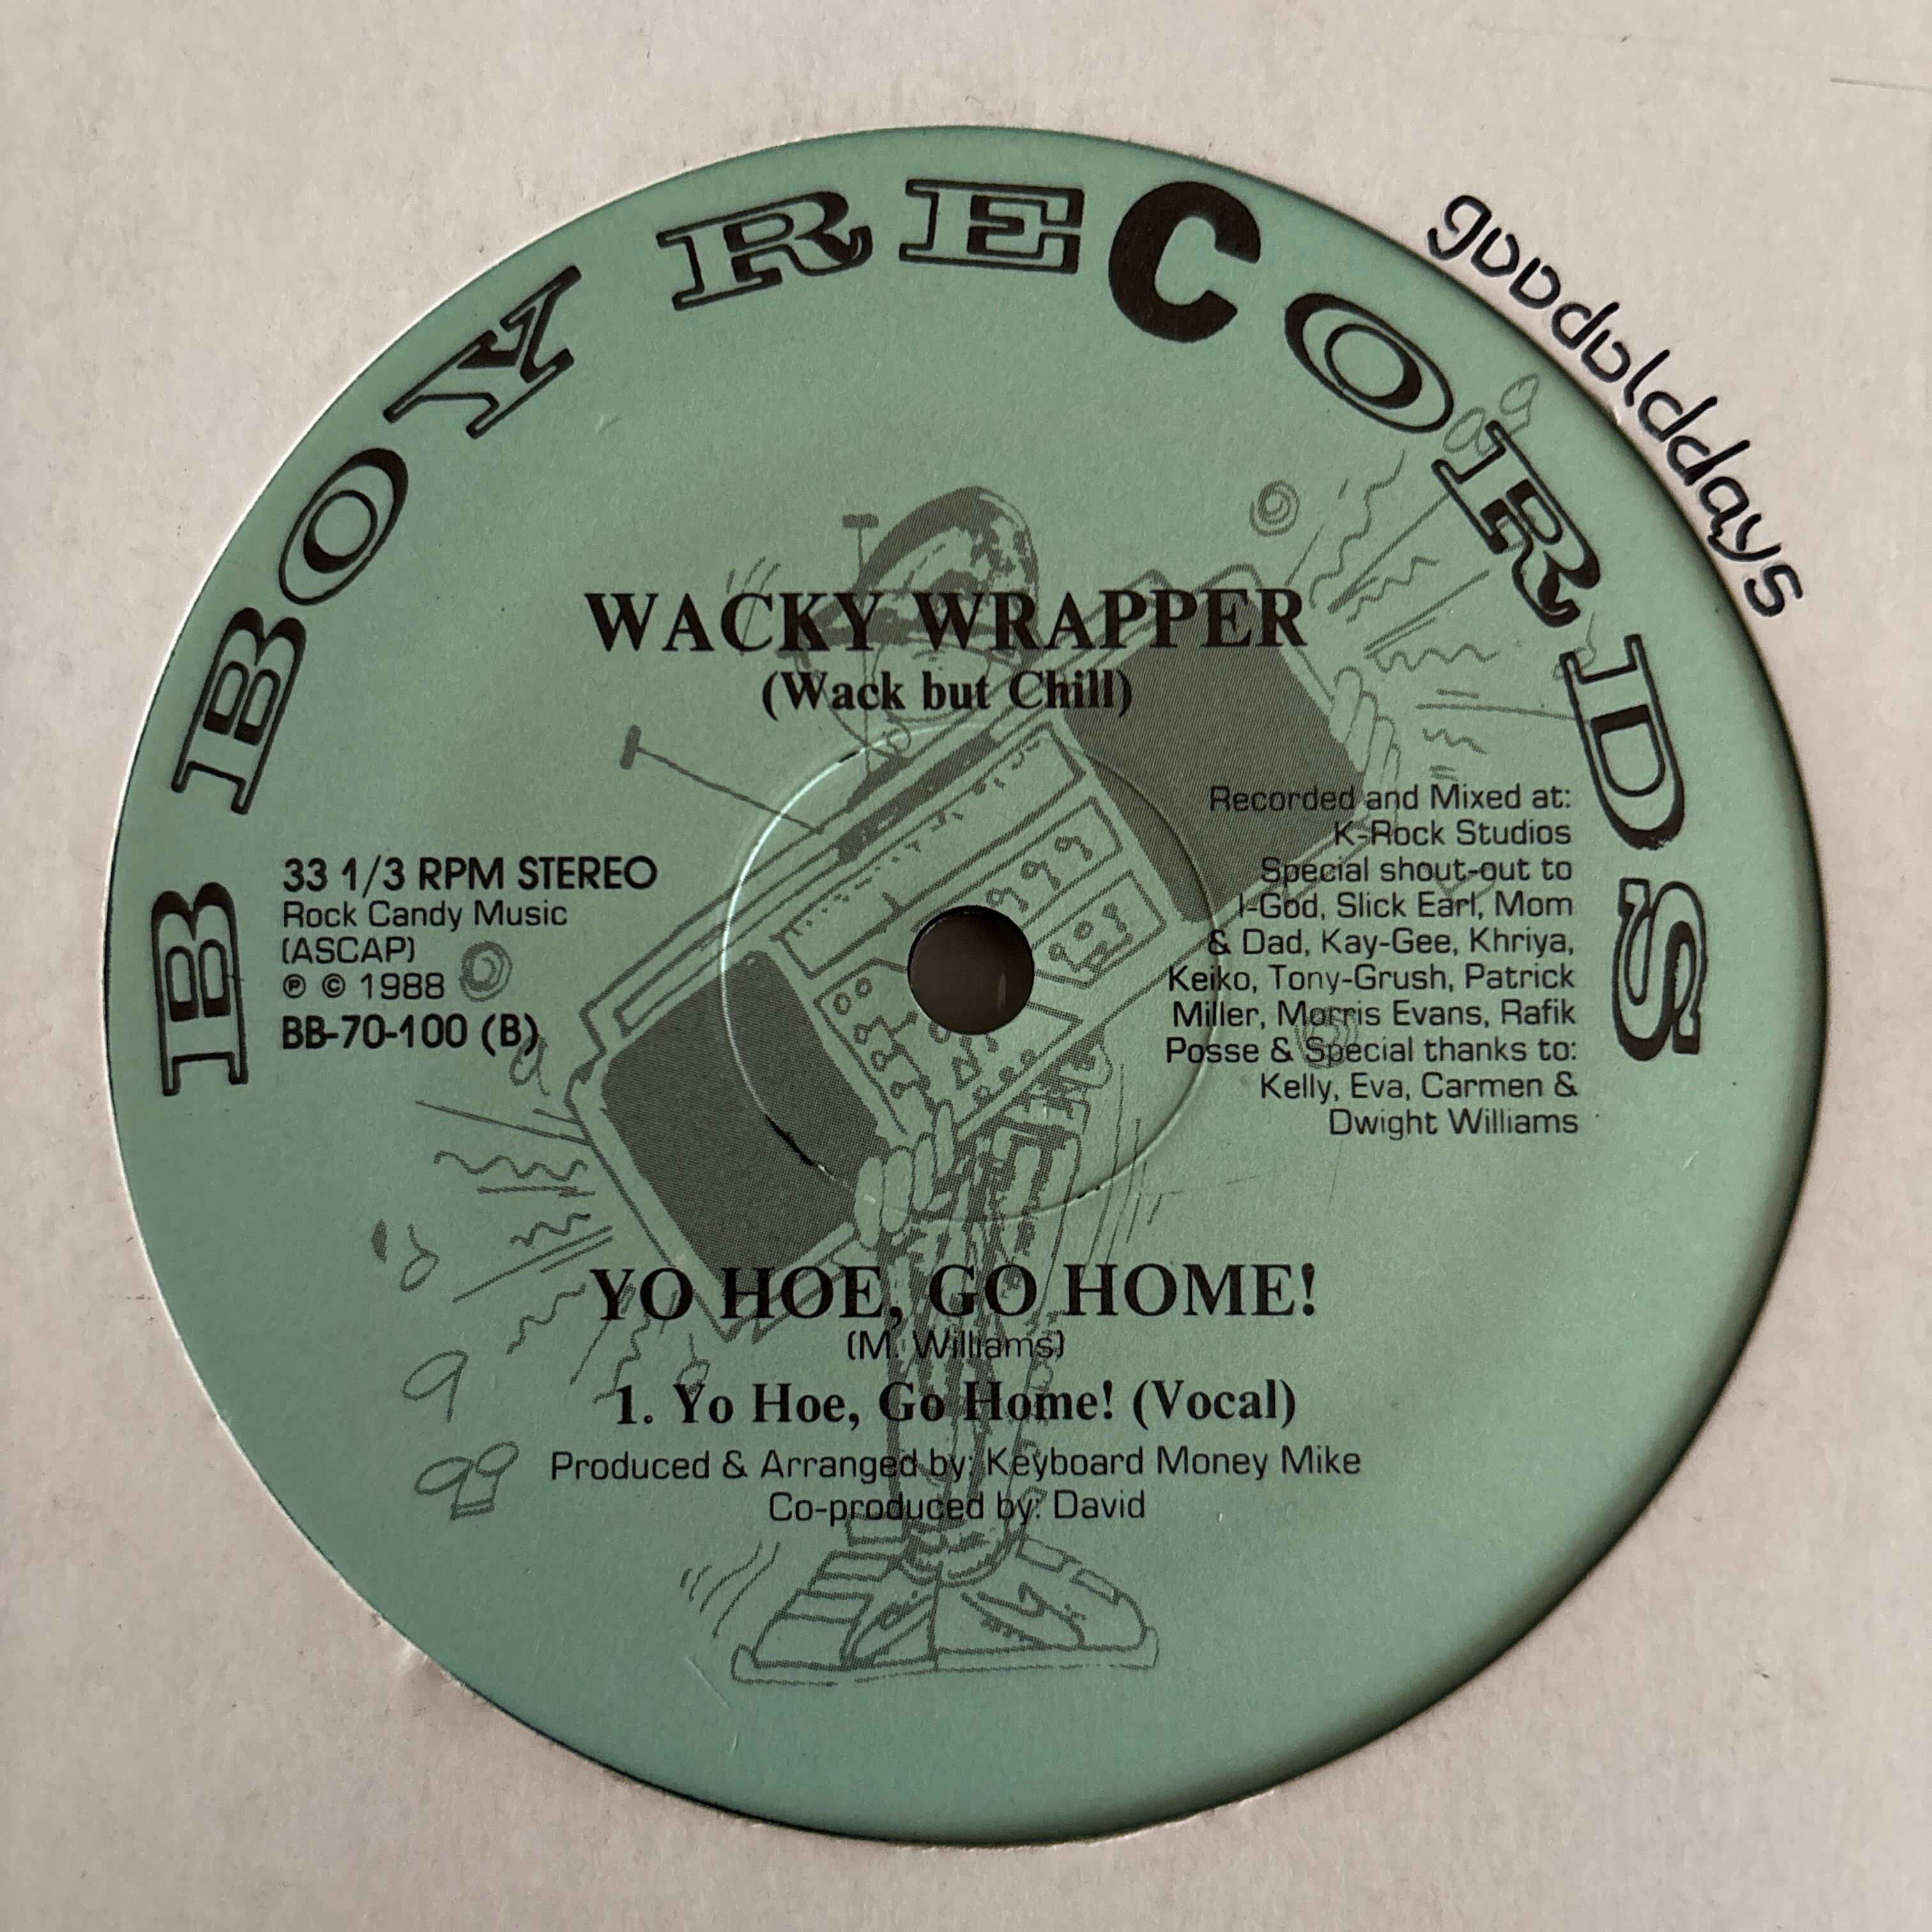 B BOY RECORDS
goodolddays
WACKY WRAPPER
(Wack but Chill)
33 1/3 RPM STEREO
Rock Candy Music
(ASCAP)
℗ © 1988
BB-70-100 (B)
Recorded and Mixed at:
K-Rock Studios
Special shout-out to
I-God, Slick Earl, Mom
& Dad, Kay-Gee, Khriya,
Keiko, Tony-Grush, Patrick
Miller, Morris Evans, Rafik
Posse & Special thanks to:
Kelly, Eva, Carmen &
Dwight Williams
YO HOE, GO HOME!
(M. Williams)
1. Yo Hoe, Go Home! (Vocal)
Produced & Arranged by: Keyboard Money Mike
Co-produced by: David